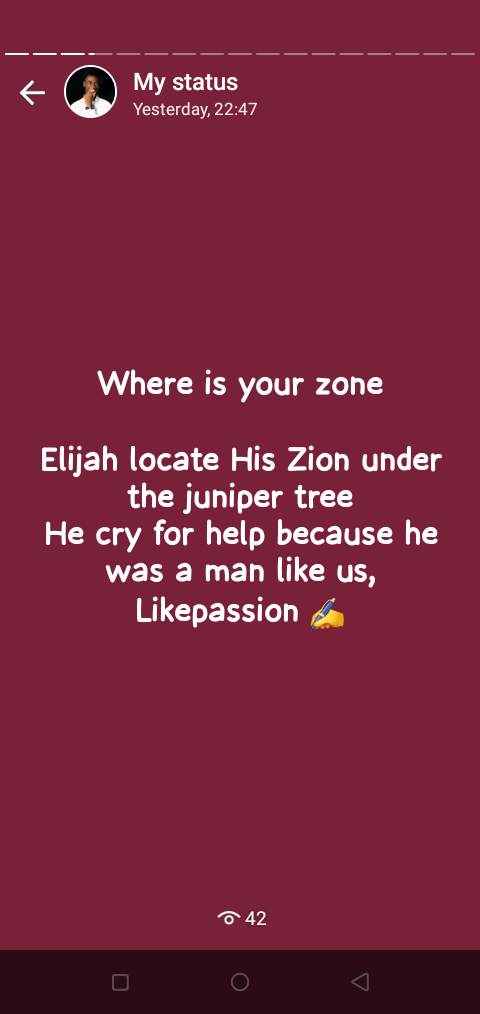 My status
Yesterday, 22:47
Where is your zone
Elijah locate His Zion under
the juniper tree
He cry for help because he
was a man like us,
Likepassion ✍️
42